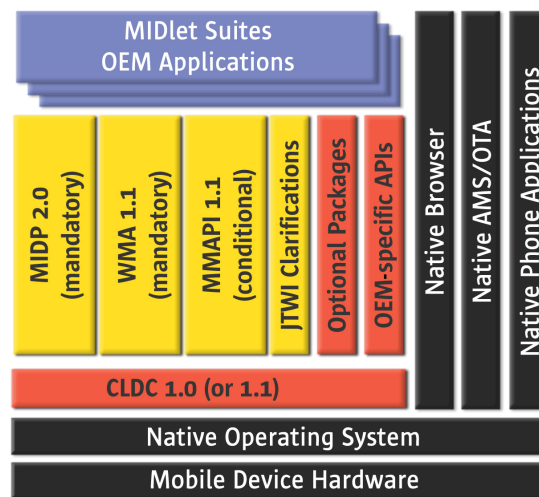 MIDlet Suites
OEM Applications
MIDP 2.0
(mandatory)
WMA 1.1
(mandatory)
MMAPI 1.1
(conditional)
JTWI Clarifications
Optional Packages
OEM-specific APIs
Native Browser
Native AMS/OTA
Native Phone Applications
CLDC 1.0 (or 1.1)
Native Operating System
Mobile Device Hardware